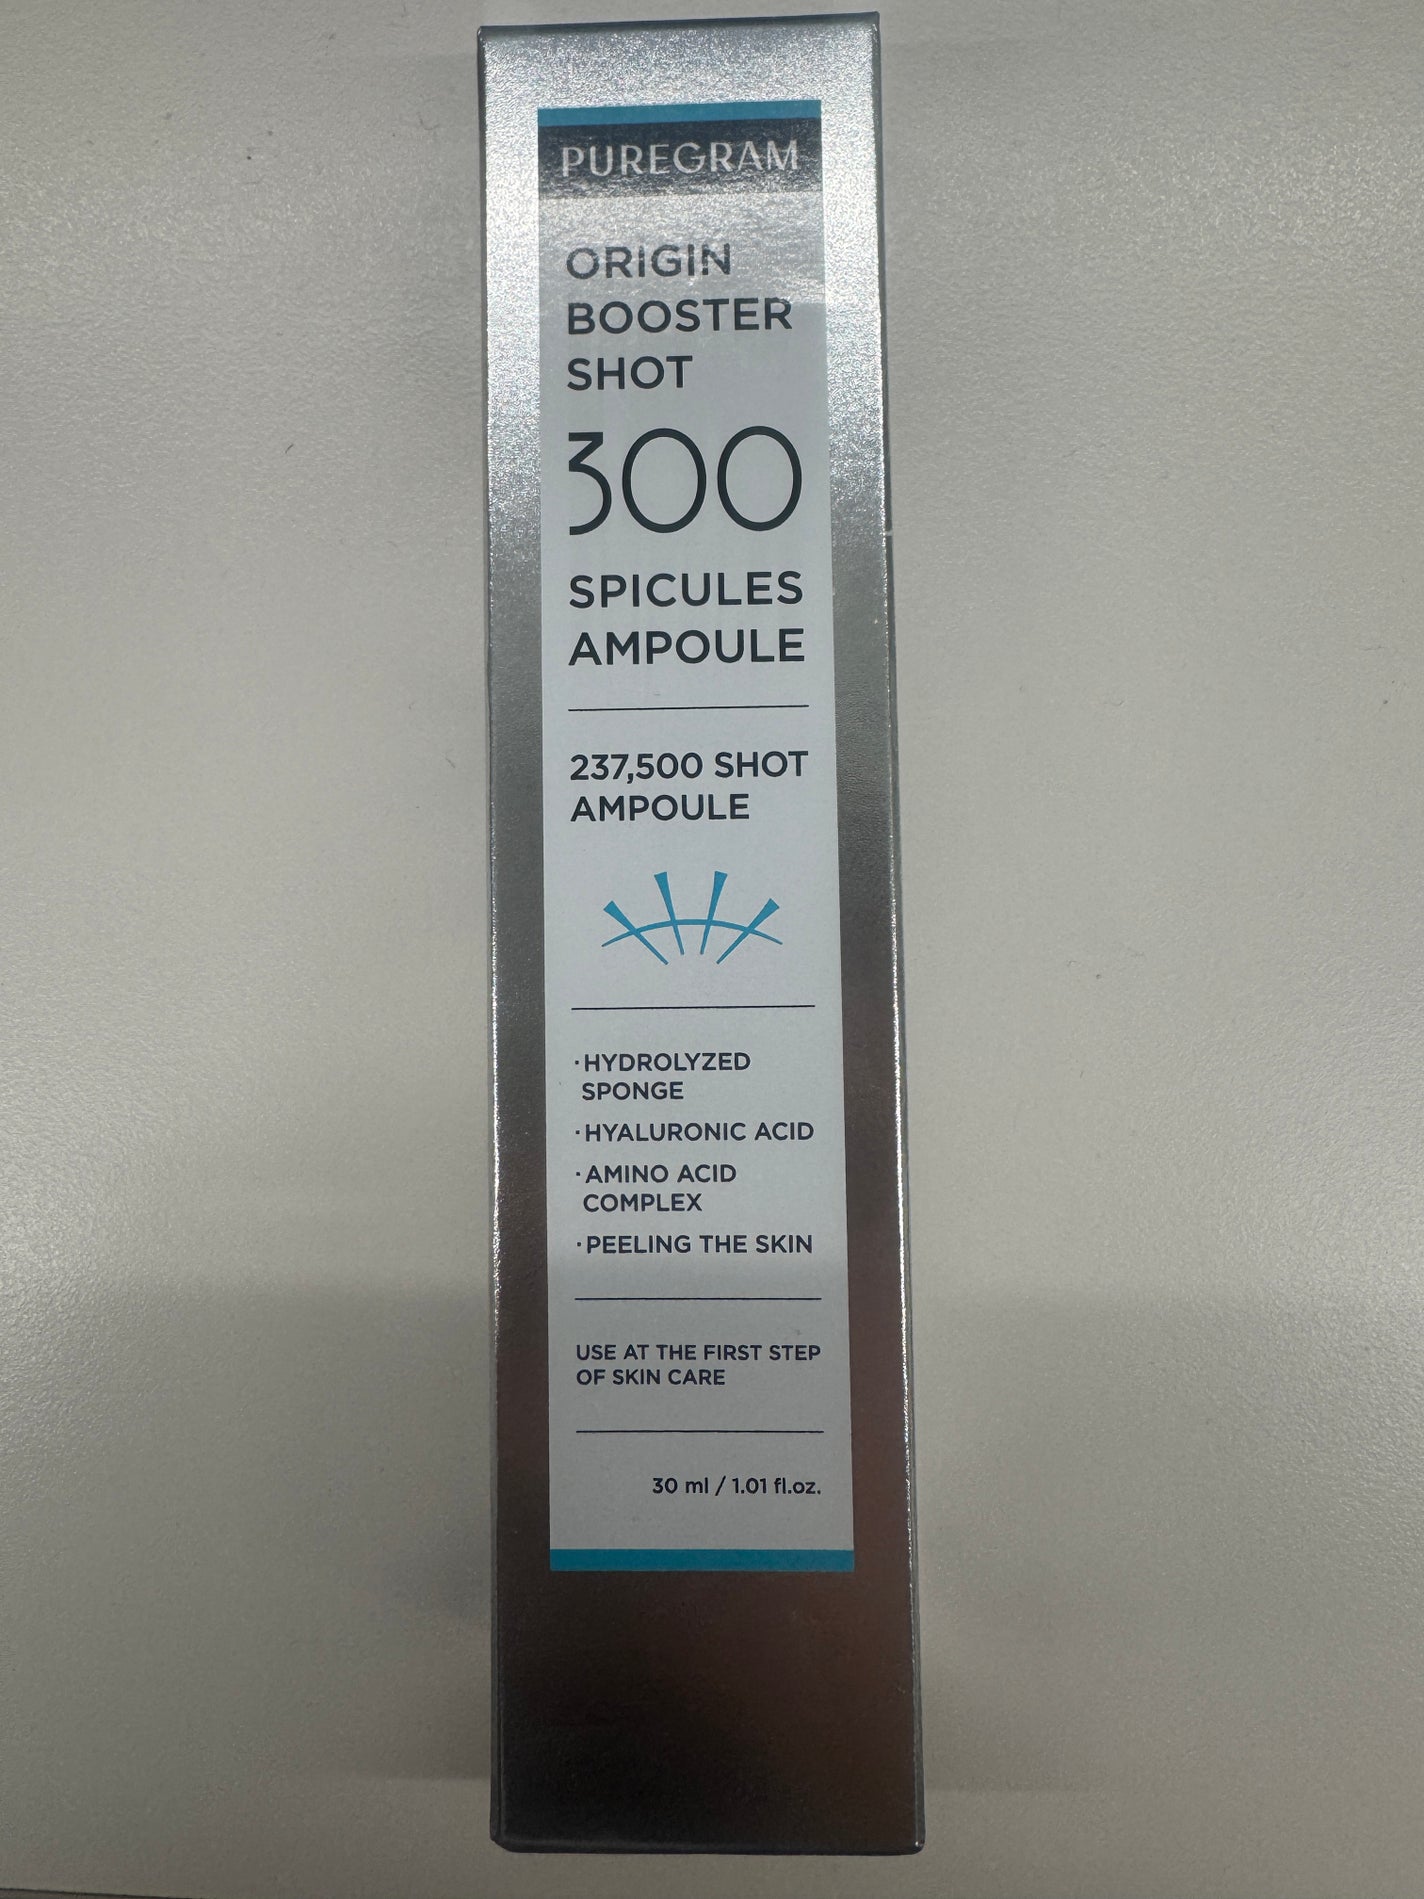 PUREGRAM
ORIGIN
BOOSTER
SHOT
300
SPICULES
AMPOULE
237,500 SHOT
AMPOULE
·HYDROLYZED
SPONGE
·HYALURONIC ACID
·AMINO ACID
COMPLEX
·PEELING THE SKIN
USE AT THE FIRST STEP
OF SKIN CARE
30 ml / 1.01 fl.oz.